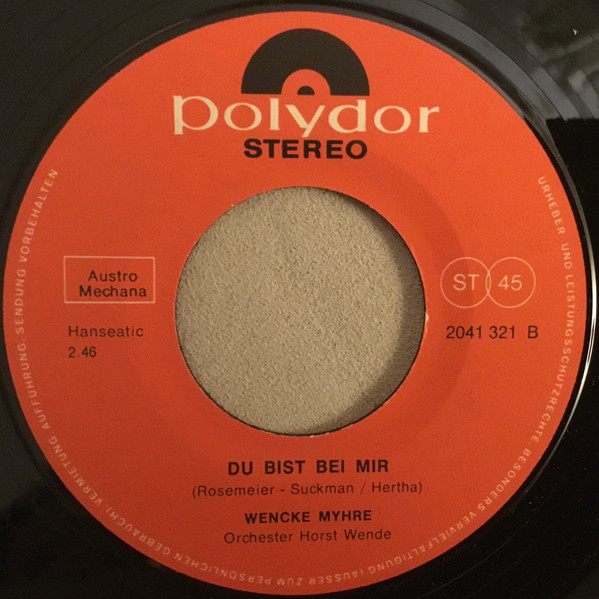 polydor
STEREO
Austro
Mechana
ST 45
Hanseatic
2.46
2041 321 B
DU BIST BEI MIR
(Rosemeier - Suckman / Hertha)
WENCKE MYHRE
Orchester Horst Wende
URHEBER- UND LEISTUNGSSCHUTZRECHTE, BESONDERS VERVIELFÄLTIGUNG (AUSSER ZUM PERSÖNLICHEN GEBRAUCH), VERMIETUNG, AUFFÜHRUNG, SENDUNG VORBEHALTEN